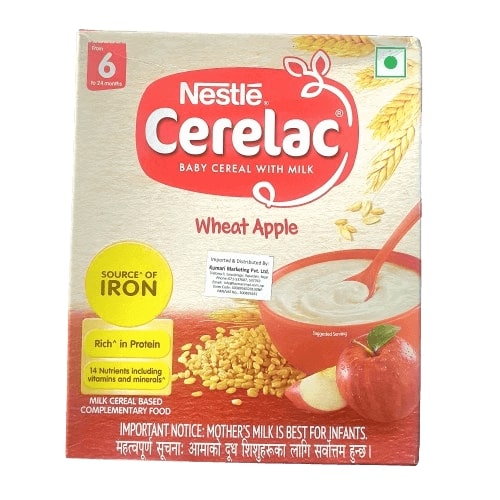 From
6
to 24 months
Nestlé®
Cerelac®
BABY CEREAL WITH MILK
Wheat Apple
Imported & Distributed By:
Kumari Marketing Pvt. Ltd.
SOURCE^ OF
IRON
Suggested Serving
Rich^ in Protein
14 Nutrients including
vitamins and minerals^
MILK CEREAL BASED
COMPLEMENTARY FOOD
IMPORTANT NOTICE: MOTHER'S MILK IS BEST FOR INFANTS.
महत्वपूर्ण सूचना: आमाको दूध शिशुहरूका लागि सर्वोत्तम हुन्छ।